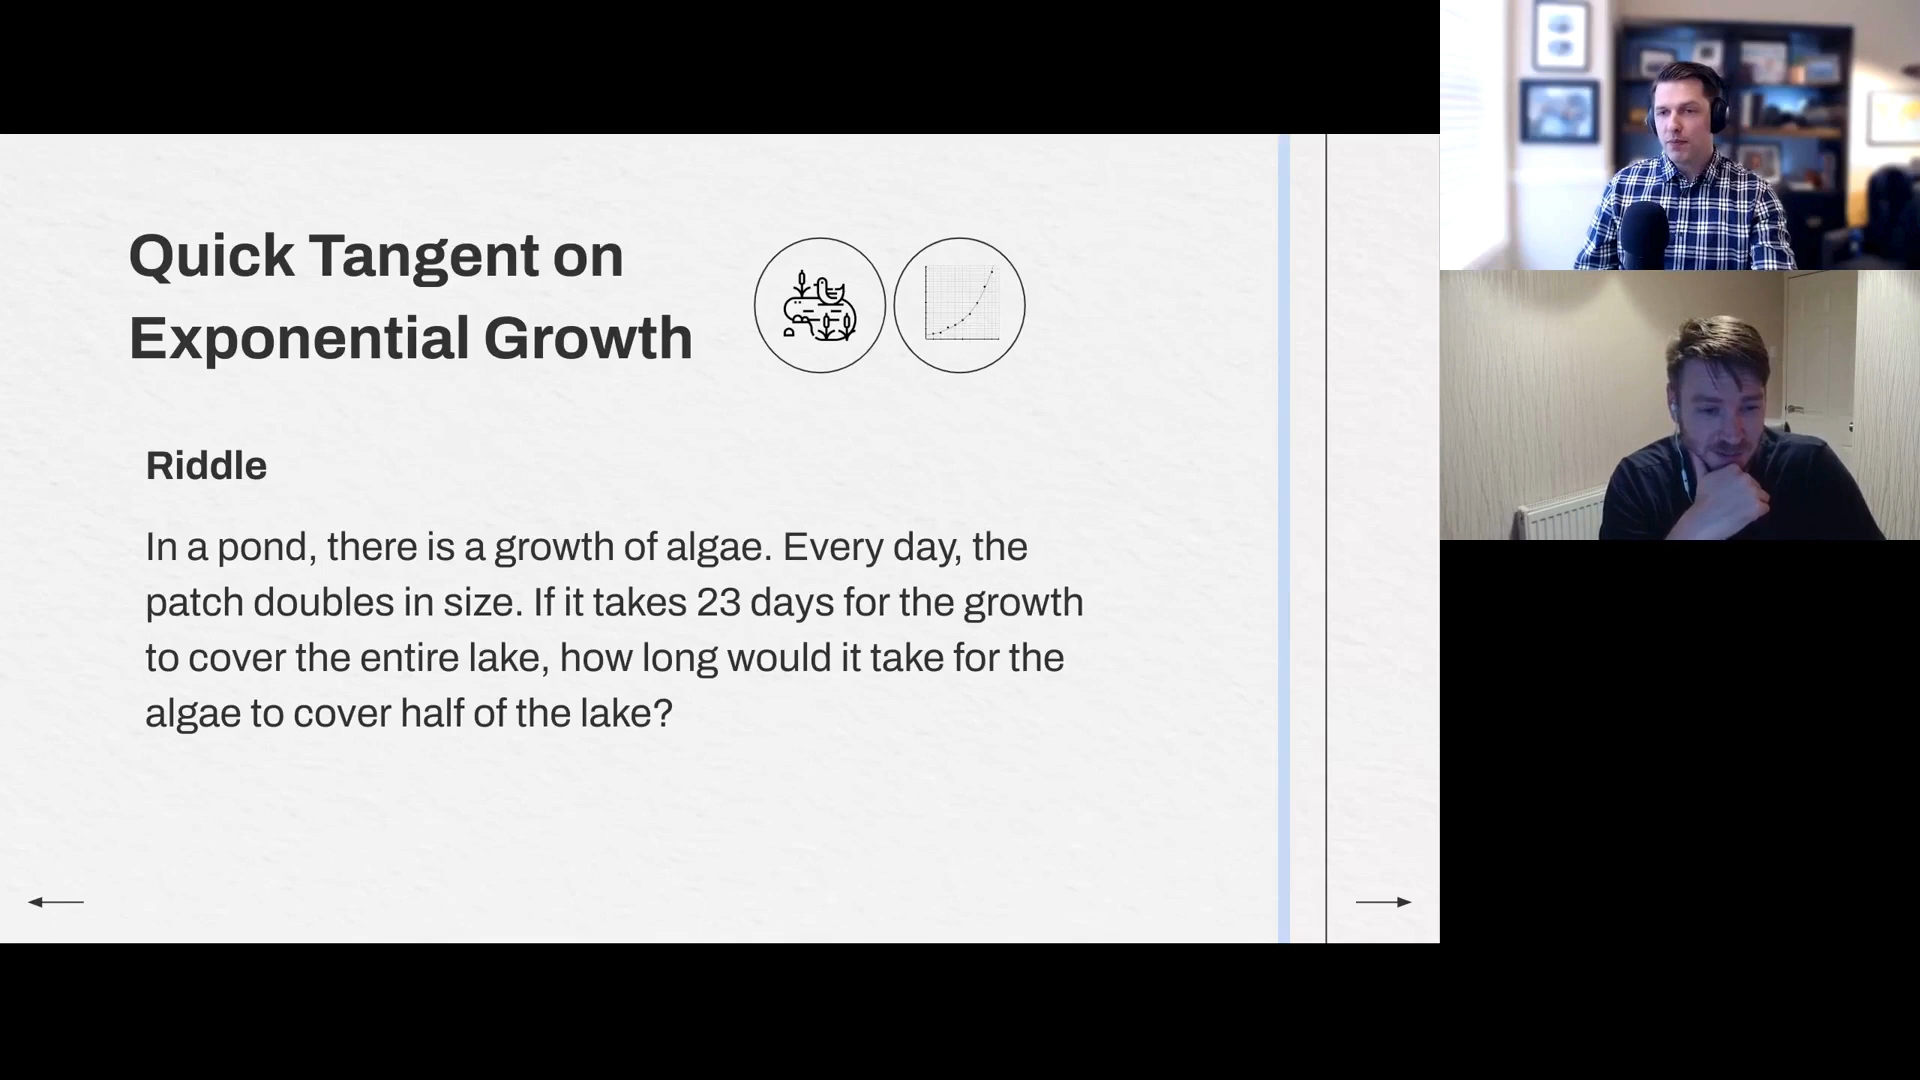 Quick Tangent on
Exponential Growth
Riddle
In a pond, there is a growth of algae. Every day, the
patch doubles in size. If it takes 23 days for the growth
to cover the entire lake, how long would it take for the
algae to cover half of the lake?